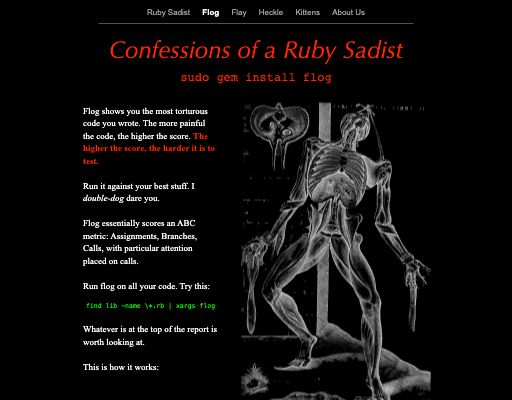 Ruby Sadist Flog Flay Heckle Kittens About Us
Confessions of a Ruby Sadist
sudo gem install flog
Flog shows you the most torturous
code you wrote. The more painful
the code, the higher the score. The
higher the score, the harder it is to
test.
Run it against your best stuff. I
double-dog dare you.
Flog essentially scores an ABC
metric: Assignments, Branches,
Calls, with particular attention
placed on calls.
Run flog on all your code. Try this:
find lib -name \*.rb | xargs flog
Whatever is at the top of the report is
worth looking at.
This is how it works: